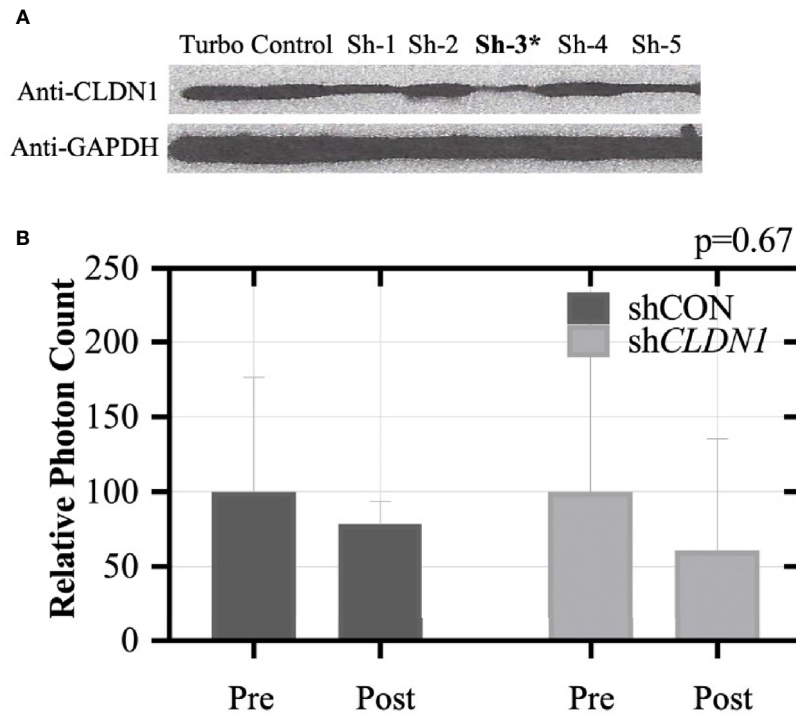 A
Turbo Control Sh-1 Sh-2 Sh-3* Sh-4 Sh-5
Anti-CLDN1
Anti-GAPDH
B
p=0.67
250
200
150
100
50
0
Relative Photon Count
shCON
shCLDN1
Pre Post Pre Post